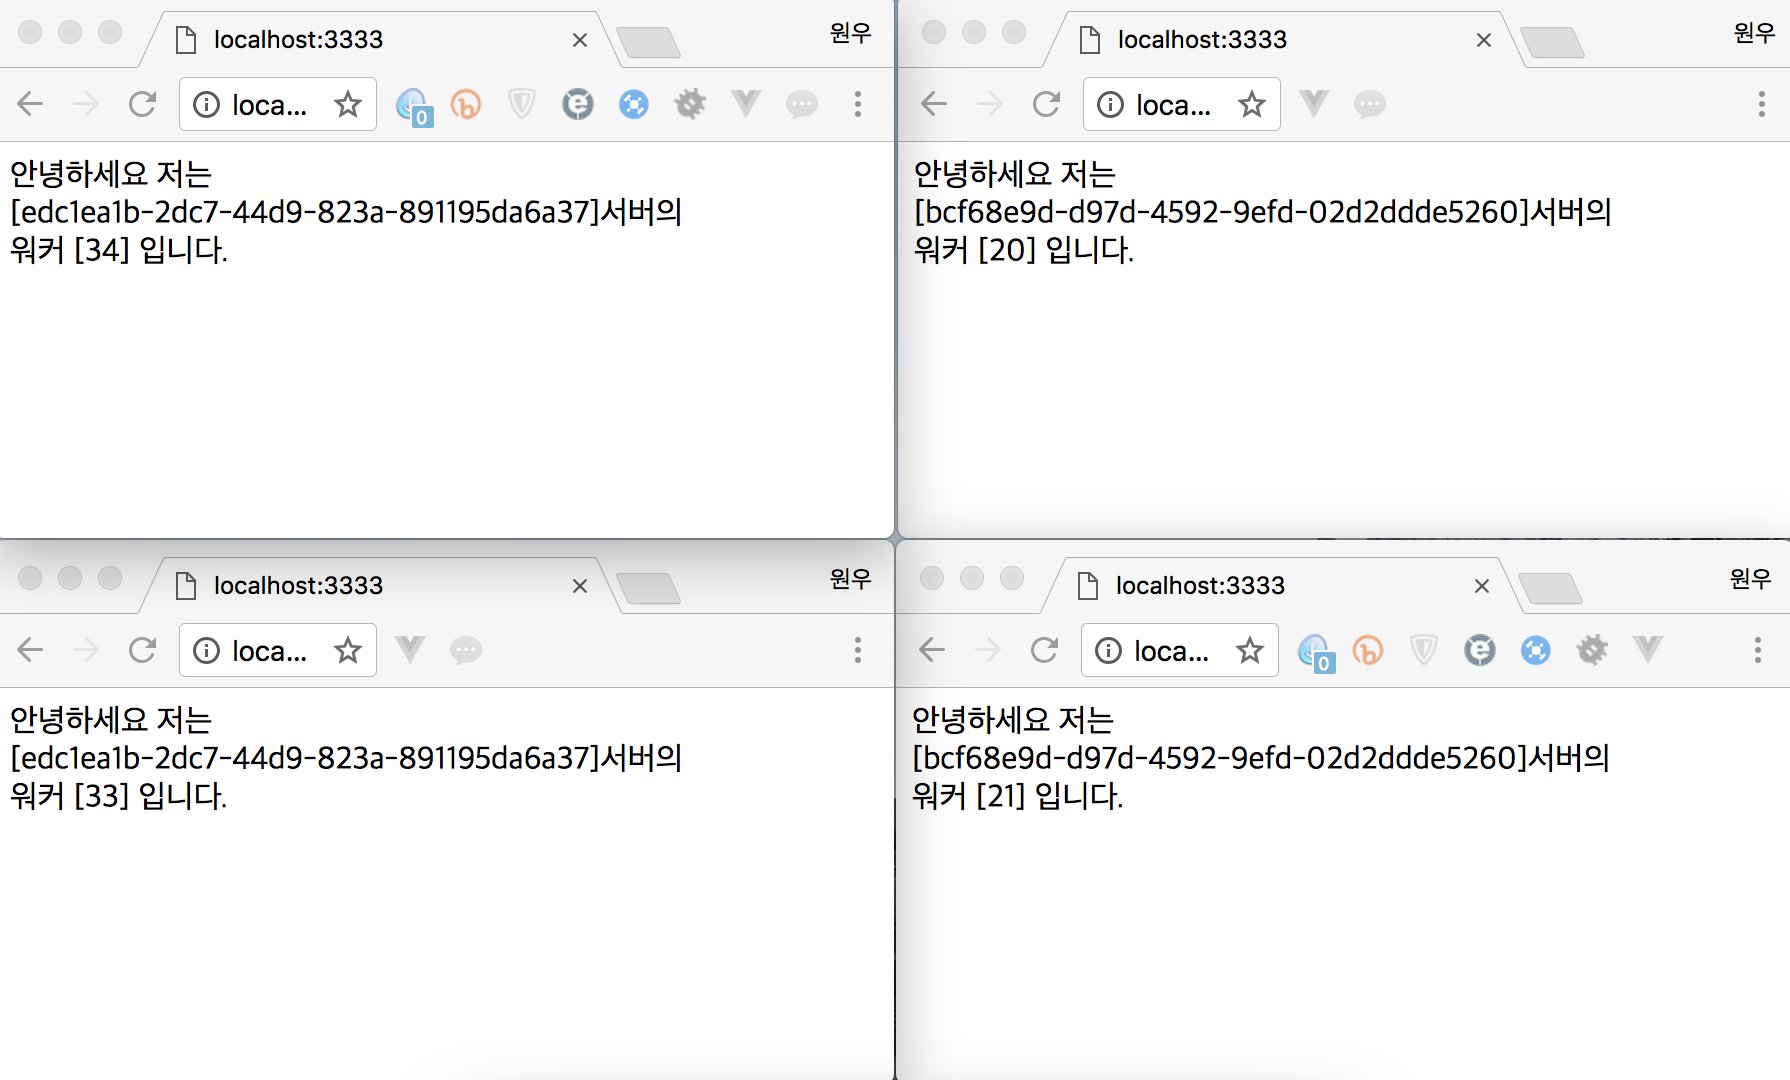 localhost:3333
원우
loca...
0
안녕하세요 저는
[edc1ea1b-2dc7-44d9-823a-891195da6a37]서버의
워커 [34] 입니다.
localhost:3333
원우
loca...
안녕하세요 저는
[bcf68e9d-d97d-4592-9efd-02d2ddde5260]서버의
워커 [20] 입니다.
localhost:3333
원우
loca...
안녕하세요 저는
[edc1ea1b-2dc7-44d9-823a-891195da6a37]서버의
워커 [33] 입니다.
localhost:3333
원우
loca...
0
안녕하세요 저는
[bcf68e9d-d97d-4592-9efd-02d2ddde5260]서버의
워커 [21] 입니다.